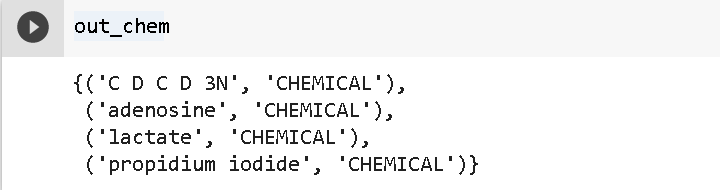 out_chem
{('C D C D 3N', 'CHEMICAL'),
('adenosine', 'CHEMICAL'),
('lactate', 'CHEMICAL'),
('propidium iodide', 'CHEMICAL')}